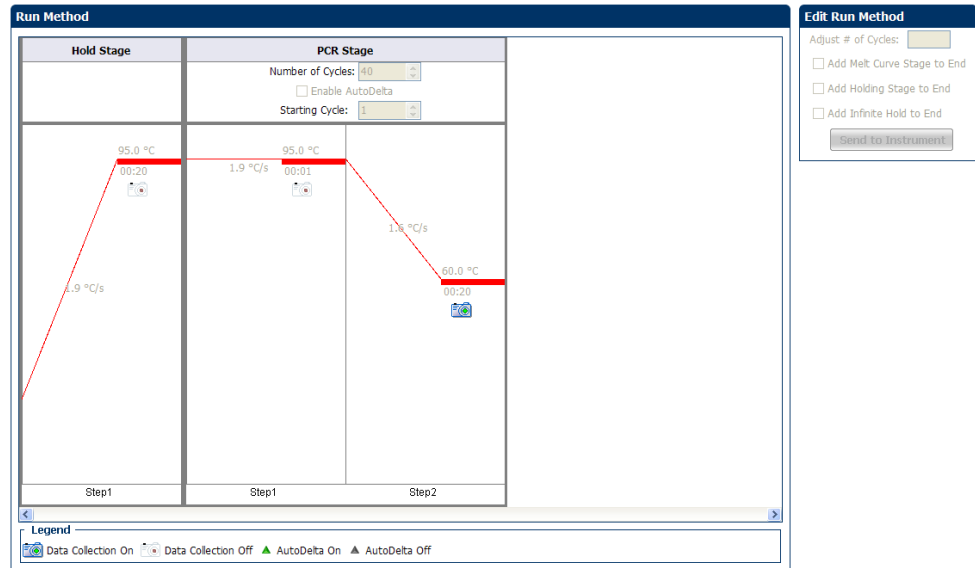 Run Method
Hold Stage
PCR Stage
Number of Cycles: 40
Enable AutoDelta
Starting Cycle: 1
95.0 °C
00:20
1.9 °C/s
95.0 °C
1.9 °C/s
00:01
1.6 °C/s
60.0 °C
00:20
Step1
Step1
Step2
Legend
Data Collection On Data Collection Off AutoDelta On AutoDelta Off
Edit Run Method
Adjust # of Cycles:
Add Melt Curve Stage to End
Add Holding Stage to End
Add Infinite Hold to End
Send to Instrument